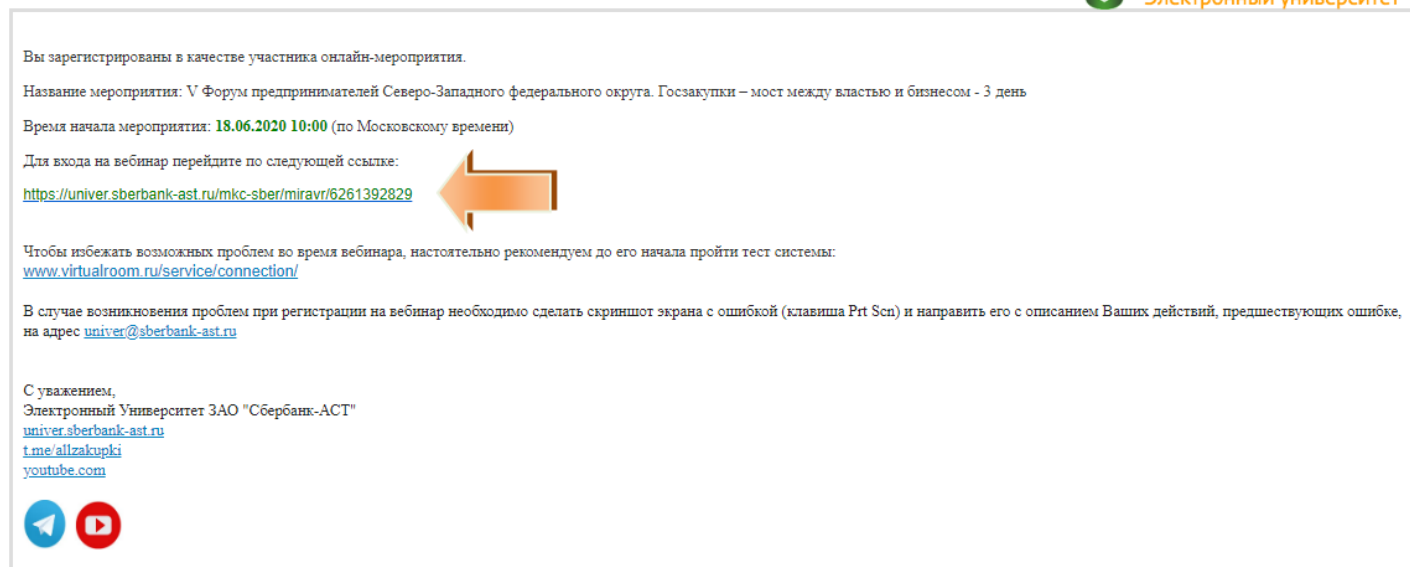 Электронный университет
Вы зарегистрированы в качестве участника онлайн-мероприятия.
Название мероприятия: V Форум предпринимателей Северо-Западного федерального округа. Госзакупки – мост между властью и бизнесом - 3 день
Время начала мероприятия: 18.06.2020 10:00 (по Московскому времени)
Для входа на вебинар перейдите по следующей ссылке:
https://univer.sberbank-ast.ru/mkc-sber/miravr/6261392829
Чтобы избежать возможных проблем во время вебинара, настоятельно рекомендуем до его начала пройти тест системы:
www.virtualroom.ru/service/connection/
В случае возникновения проблем при регистрации на вебинар необходимо сделать скриншот экрана с ошибкой (клавиша Prt Scn) и направить его с описанием Ваших действий, предшествующих ошибке,
на адрес univer@sberbank-ast.ru
С уважением,
Электронный Университет ЗАО "Сбербанк-АСТ"
univer.sberbank-ast.ru
t.me/allzakupki
youtube.com